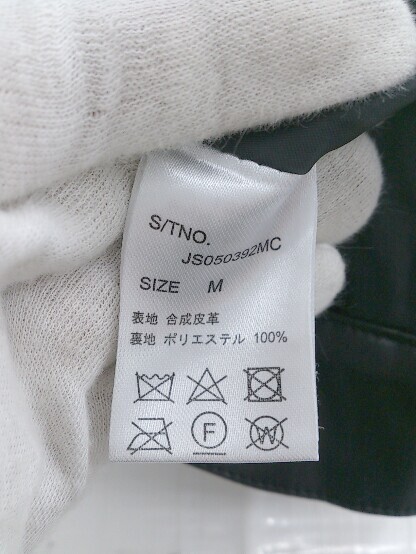 S/TNO.
JS050392MC
SIZE M
表地 合成皮革
裏地 ポリエステル 100%
F W